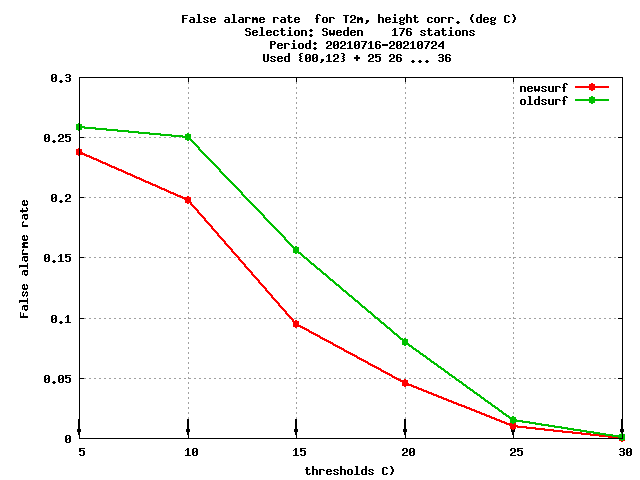 False alarme rate  for T2m, height corr. (deg C)
Selection: Sweden    176 stations
Period: 20210716-20210724
Used {00,12} + 25 26 ... 36
newsurf
oldsurf
False alarme rate
0.3
0.25
0.2
0.15
0.1
0.05
0
5 10 15 20 25 30
thresholds C)